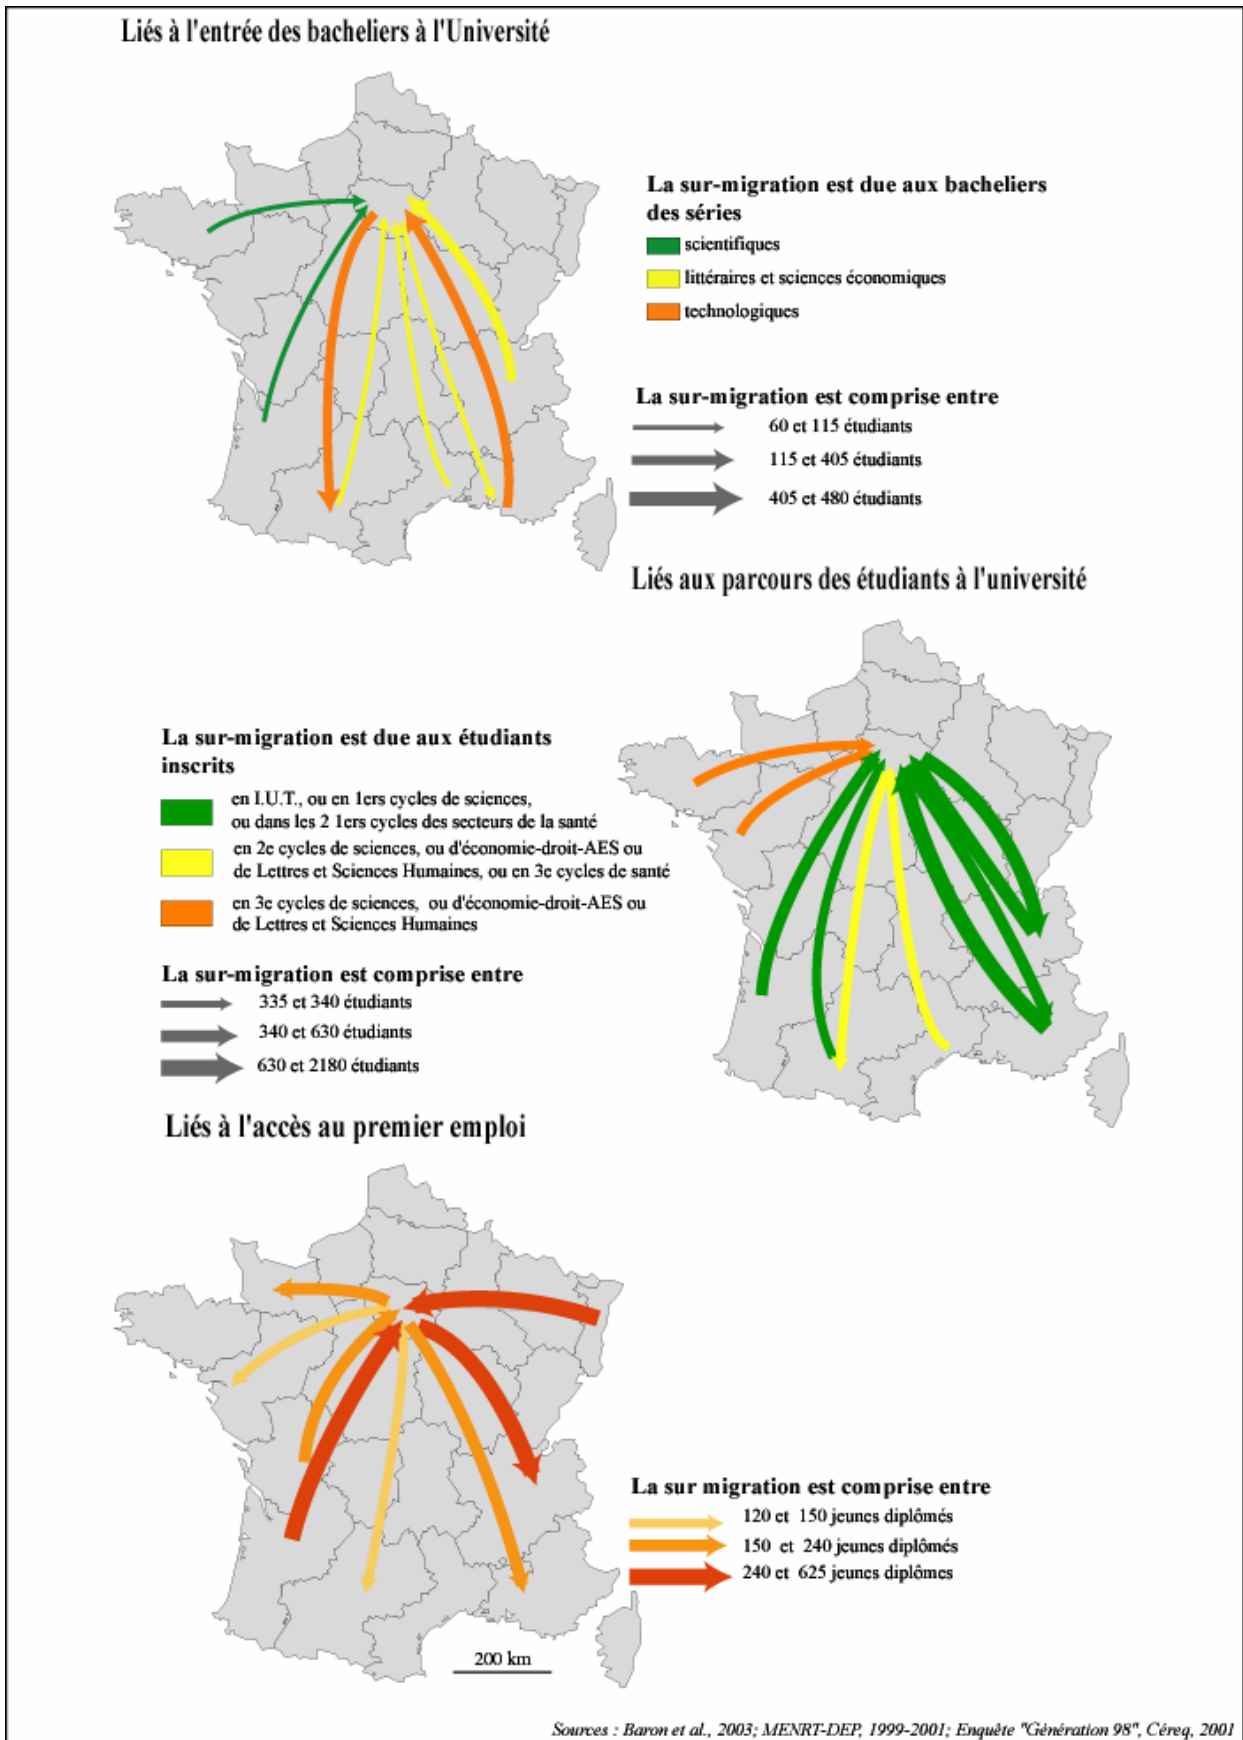 Liés à l'entrée des bacheliers à l'Université
La sur-migration est due aux bacheliers
des séries
scientifiques
littéraires et sciences économiques
technologiques
La sur-migration est comprise entre
60 et 115 étudiants
115 et 405 étudiants
405 et 480 étudiants
Liés aux parcours des étudiants à l'université
La sur-migration est due aux étudiants
inscrits
en I.U.T., ou en 1ers cycles de sciences,
ou dans les 2 1ers cycles des secteurs de la santé
en 2e cycles de sciences, ou d'économie-droit-AES ou
de Lettres et Sciences Humaines, ou en 3e cycles de santé
en 3e cycles de sciences, ou d'économie-droit-AES ou
de Lettres et Sciences Humaines
La sur-migration est comprise entre
335 et 340 étudiants
340 et 630 étudiants
630 et 2180 étudiants
Liés à l'accès au premier emploi
La sur migration est comprise entre
120 et 150 jeunes diplômés
150 et 240 jeunes diplômés
240 et 625 jeunes diplômes
200 km
Sources : Baron et al., 2003; MENRT-DEP, 1999-2001; Enquête "Génération 98", Céreq, 2001